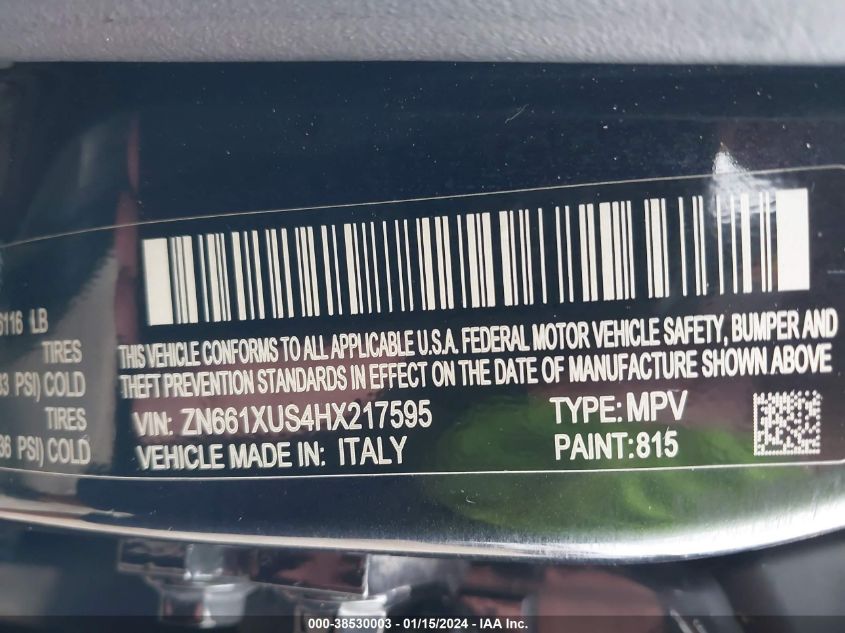 6116 LB
TIRES
33 PSI) COLD
TIRES
36 PSI) COLD
THIS VEHICLE CONFORMS TO ALL APPLICABLE U.S.A. FEDERAL MOTOR VEHICLE SAFETY, BUMPER AND
THEFT PREVENTION STANDARDS IN EFFECT ON THE DATE OF MANUFACTURE SHOWN ABOVE
VIN: ZN661XUS4HX217595
TYPE: MPV
VEHICLE MADE IN: ITALY
PAINT:815
000-38530003 - 01/15/2024 - IAA Inc.